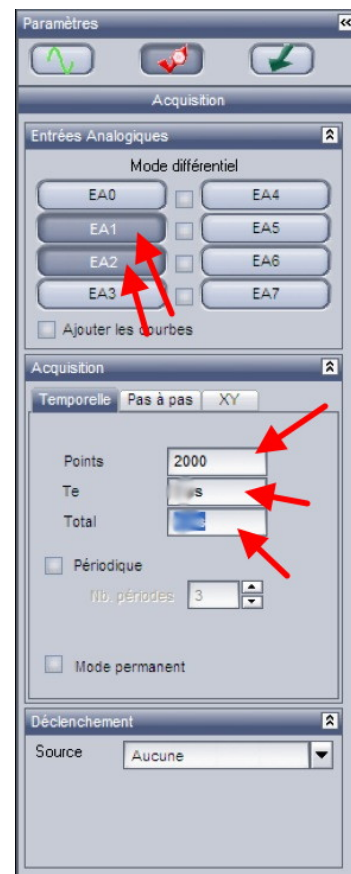 Paramètres
Acquisition
Entrées Analogiques
Mode différentiel
EA0 EA4
EA1 EA5
EA2 EA6
EA3 EA7
Ajouter les courbes
Acquisition
Temporelle Pas à pas XY
Points 2000
Te
Total
Périodique
Nb. périodes 3
Mode permanent
Déclenchement
Source Aucune